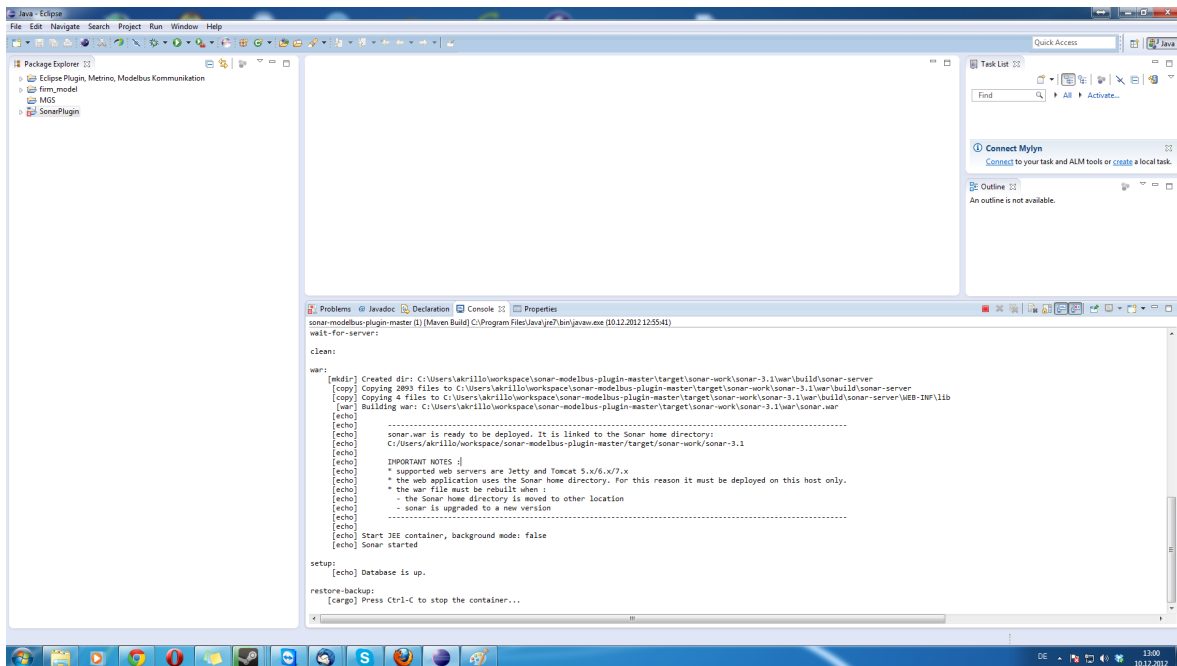 Java - Eclipse
File Edit Navigate Search Project Run Window Help
Quick Access
Java
Package Explorer
Eclipse Plugin, Metrino, Modelbus Kommunikation
firm_model
MGS
SonarPlugin
Task List
Find
All
Activate...
Connect Mylyn
Connect to your task and ALM tools or create a local task.
Outline
An outline is not available.
Problems @ Javadoc Declaration Console Properties
sonar-modelbus-plugin-master (1) [Maven Build] C:\Program Files\Java\jre7\bin\javaw.exe (10.12.2012 12:55:41)
wait-for-server:
clean:
war:
[mkdir] Created dir: C:\Users\akrillo\workspace\sonar-modelbus-plugin-master\target\sonar-work\sonar-3.1\war\build\sonar-server
[copy] Copying 2093 files to C:\Users\akrillo\workspace\sonar-modelbus-plugin-master\target\sonar-work\sonar-3.1\war\build\sonar-server
[copy] Copying 4 files to C:\Users\akrillo\workspace\sonar-modelbus-plugin-master\target\sonar-work\sonar-3.1\war\build\sonar-server\WEB-INF\lib
[war] Building war: C:\Users\akrillo\workspace\sonar-modelbus-plugin-master\target\sonar-work\sonar-3.1\war\sonar.war
[echo]
[echo] -------------------------------------------------------------------------------------------------
[echo] sonar.war is ready to be deployed. It is linked to the Sonar home directory:
[echo] C:/Users/akrillo/workspace/sonar-modelbus-plugin-master/target/sonar-work/sonar-3.1
[echo]
[echo] IMPORTANT NOTES :
[echo] * supported web servers are Jetty and Tomcat 5.x/6.x/7.x
[echo] * the web application uses the Sonar home directory. For this reason it must be deployed on this host only.
[echo] * the war file must be rebuilt when :
[echo] - the Sonar home directory is moved to other location
[echo] - sonar is upgraded to a new version
[echo] -------------------------------------------------------------------------------------------------
[echo]
[echo] Start JEE container, background mode: false
[echo] Sonar started
setup:
[echo] Database is up.
restore-backup:
[cargo] Press Ctrl-C to stop the container...
DE
13:00
10.12.2012